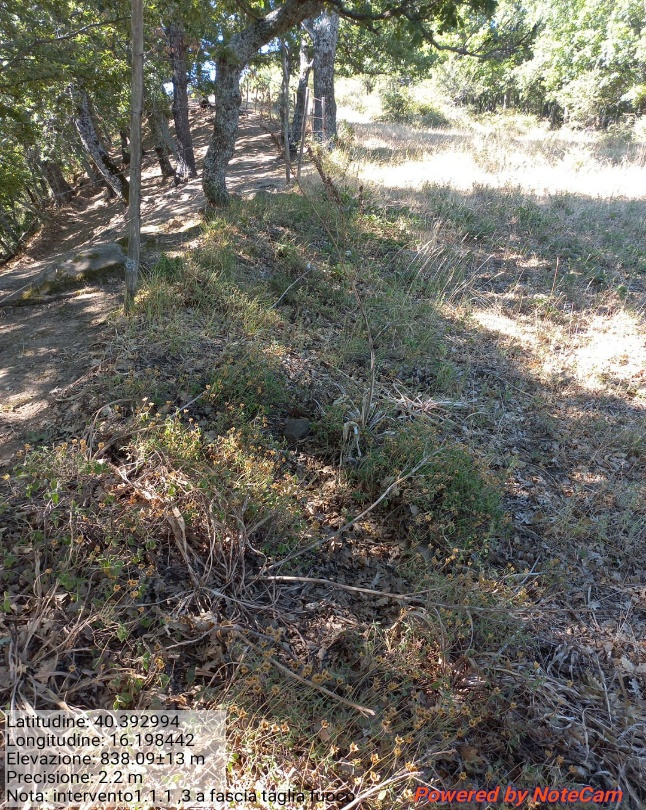 Latitudine: 40.392994
Longitudine: 16.198442
Elevazione: 838.09±13 m
Precisione: 2.2 m
Nota: intervento1.1.1 ,3 a fascia taglia fuoco
Powered by NoteCam